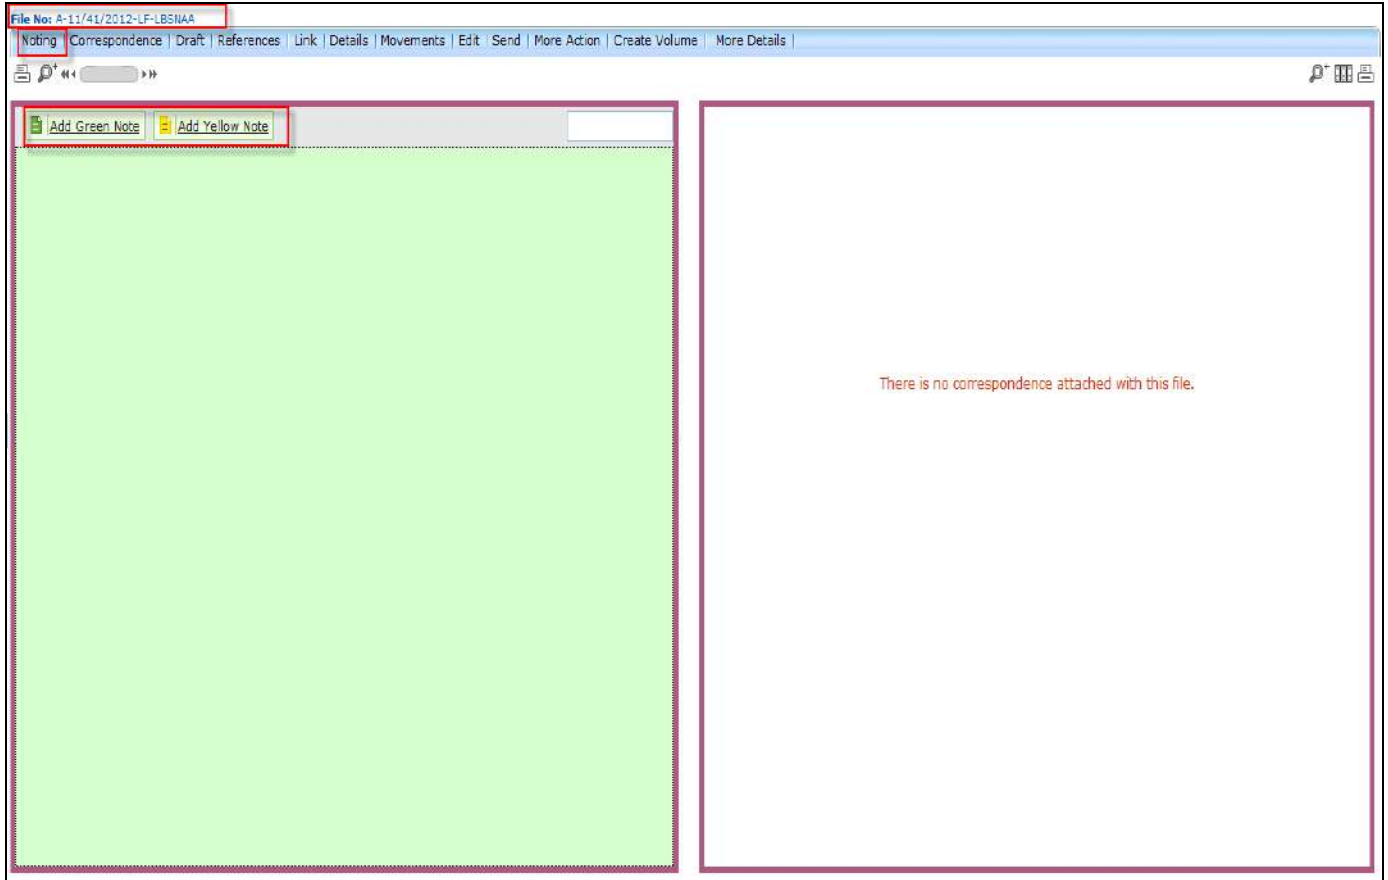 File No: A-11/41/2012-LF-LBSNAA
Noting | Correspondence | Draft | References | Link | Details | Movements | Edit | Send | More Action | Create Volume | More Details |
Add Green Note Add Yellow Note
There is no correspondence attached with this file.